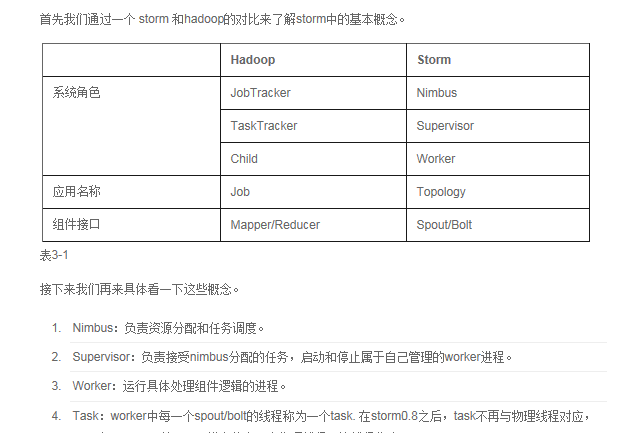 首先我们通过一个 storm 和hadoop的对比来了解storm中的基本概念。
Hadoop Storm
系统角色 JobTracker Nimbus
TaskTracker Supervisor
Child Worker
应用名称 Job Topology
组件接口 Mapper/Reducer Spout/Bolt
表3-1
接下来我们再来具体看一下这些概念。
1. Nimbus：负责资源分配和任务调度。
2. Supervisor：负责接受nimbus分配的任务，启动和停止属于自己管理的worker进程。
3. Worker：运行具体处理组件逻辑的进程。
4. Task：worker中每一个spout/bolt的线程称为一个task. 在storm0.8之后，task不再与物理线程对应，